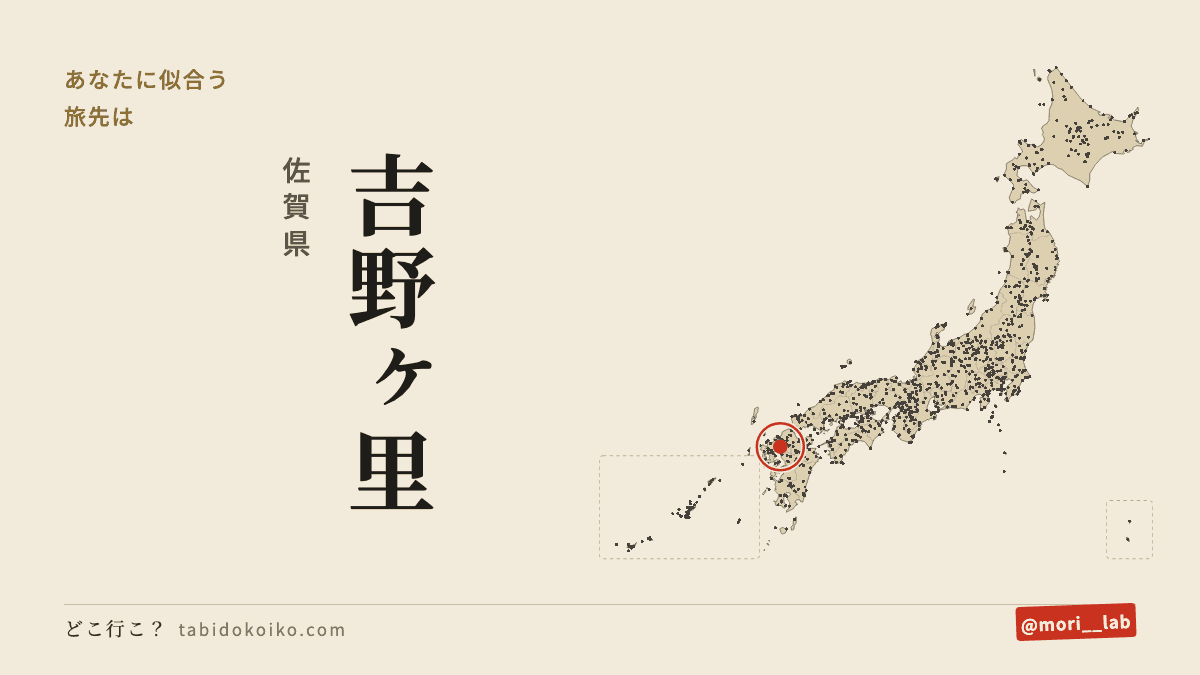 あなたに似合う
旅先は
吉野ヶ里
佐賀県
どこ行こ? tabidokoiko.com
@mori__lab